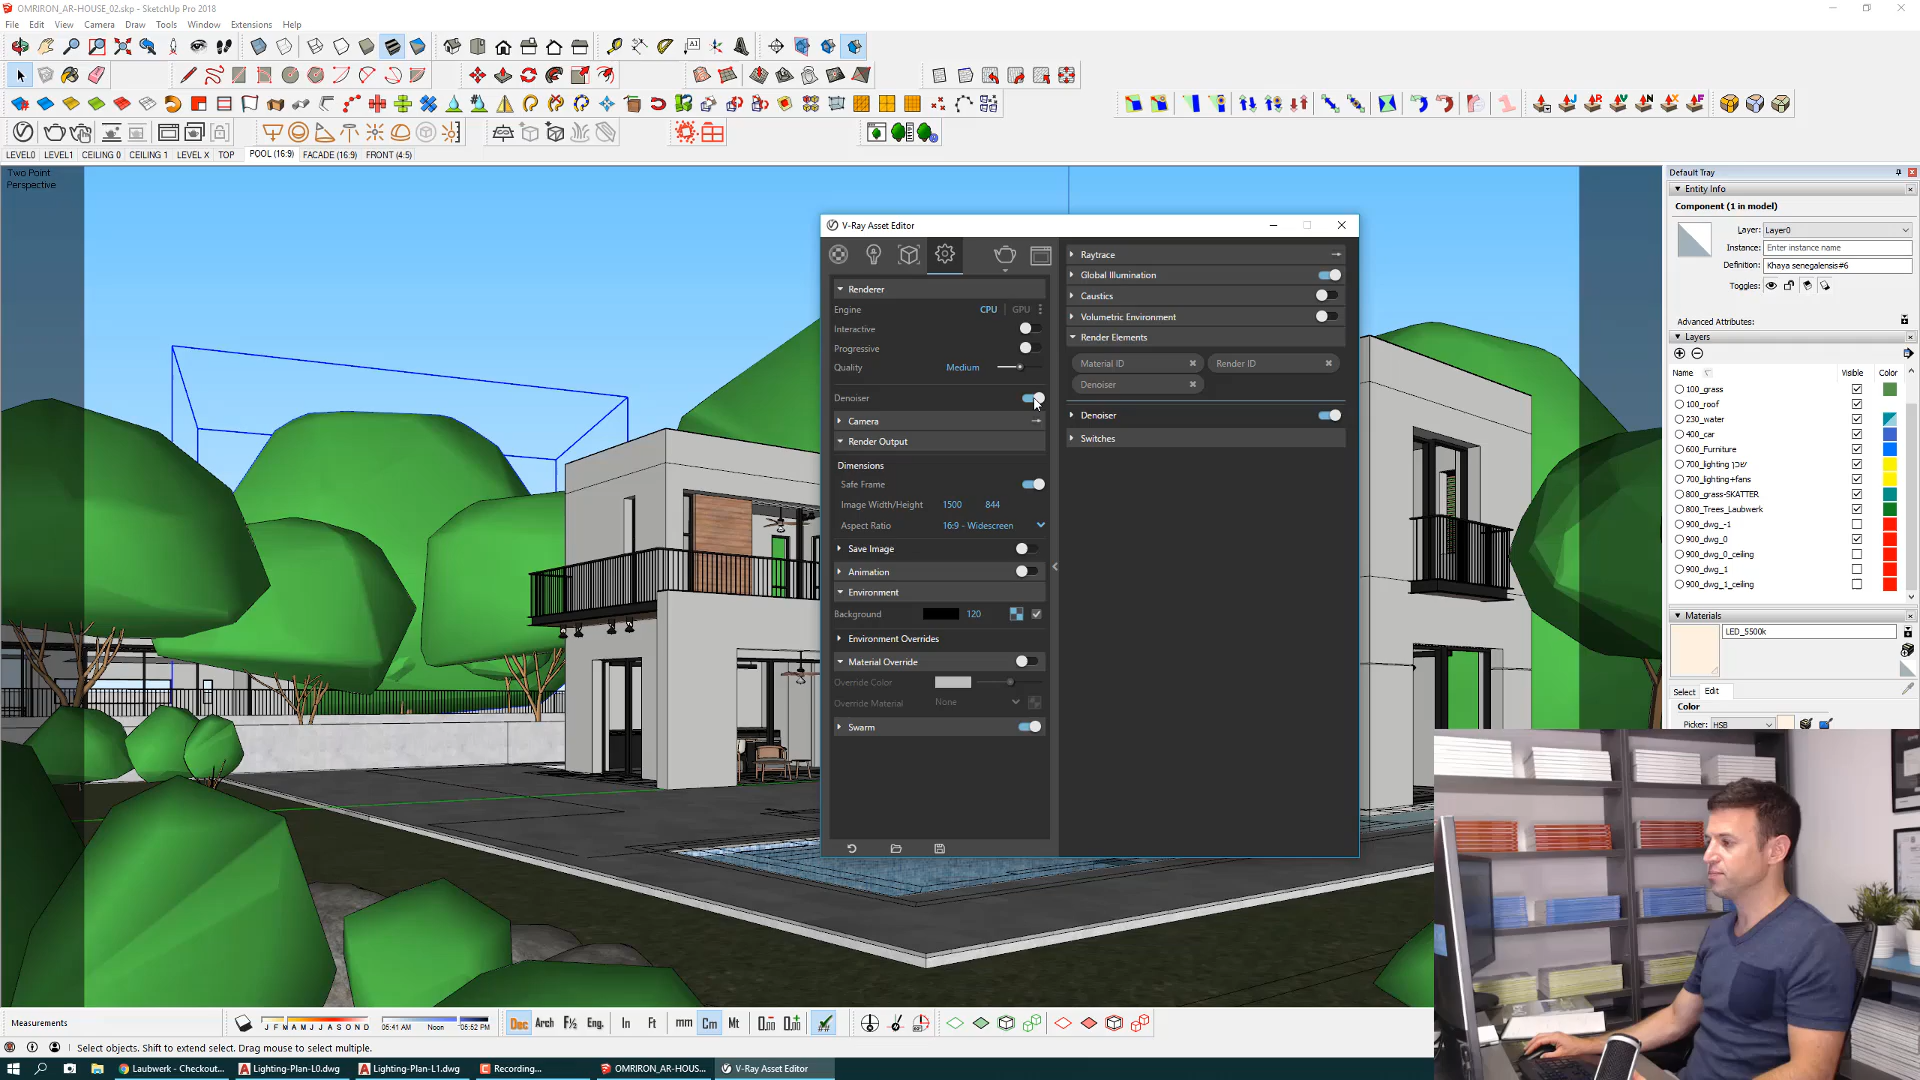 OMRIRON_AR-HOUSE_02.skp - SketchUp Pro 2018
File Edit View Camera Draw Tools Window Extensions Help
LEVEL0 LEVEL1 CEILING 0 CEILING 1 LEVEL X TOP POOL (16:9) FACADE (16:9) FRONT (4:5)
Two Point
Perspective
V-Ray Asset Editor
Renderer
Engine CPU GPU
Interactive
Progressive
Quality Medium
Denoiser
Camera
Render Output
Dimensions
Safe Frame
Image Width/Height 1500 844
Aspect Ratio 16:9 - Widescreen
Save Image
Animation
Environment
Background 120
Environment Overrides
Material Override
Override Color
Override Material None
Swarm
Raytrace
Global Illumination
Caustics
Volumetric Environment
Render Elements
Material ID Render ID
Denoiser
Denoiser
Switches
Default Tray
Entity Info
Component (1 in model)
Layer: Layer0
Instance: Enter instance name
Definition: Khaya senegalensis#6
Toggles:
Advanced Attributes:
Layers
Name Visible Color
100_grass
100_roof
230_water
400_car
600_Furniture
700_lighting שכן
700_lighting+fans
800_grass-SKATTER
800_Trees_Laubwerk
900_dwg_-1
900_dwg_0
900_dwg_0_ceiling
900_dwg_1
900_dwg_1_ceiling
Materials
LED_5500k
Select Edit
Color
Picker: HSB
Measurements
J F M A M J J A S O N D
05:41 AM Noon 05:52 PM
Dec Arch F½ Eng. In Ft mm Cm Mt
Select objects. Shift to extend select. Drag mouse to select multiple.
Laubwerk - Checkout... Lighting-Plan-L0.dwg Lighting-Plan-L1.dwg Recording... OMRIRON_AR-HOUS... V-Ray Asset Editor